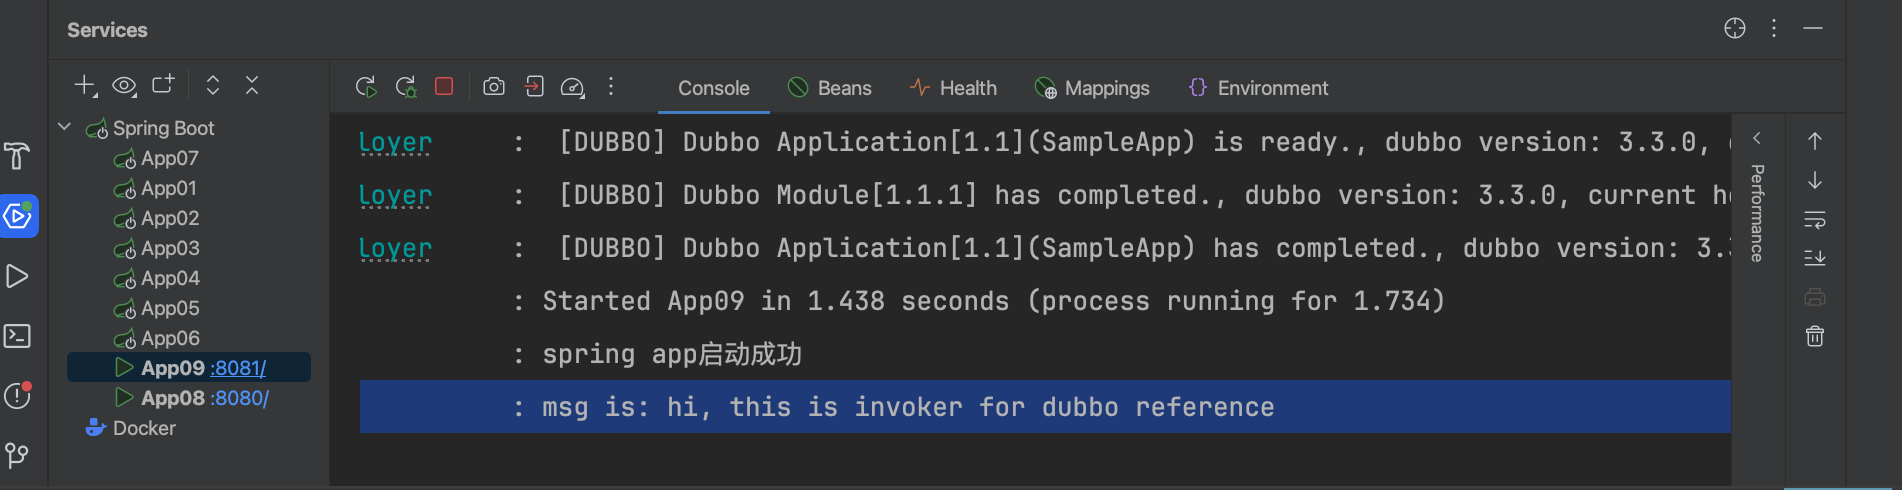 Services
Console
Beans
Health
Mappings
Environment
Spring Boot
App07
App01
App02
App03
App04
App05
App06
App09 :8081/
App08 :8080/
Docker
loyer : [DUBBO] Dubbo Application[1.1](SampleApp) is ready., dubbo version: 3.3.0,
loyer : [DUBBO] Dubbo Module[1.1.1] has completed., dubbo version: 3.3.0, current
loyer : [DUBBO] Dubbo Application[1.1](SampleApp) has completed., dubbo version: 3.3
: Started App09 in 1.438 seconds (process running for 1.734)
: spring app启动成功
: msg is: hi, this is invoker for dubbo reference
Performance